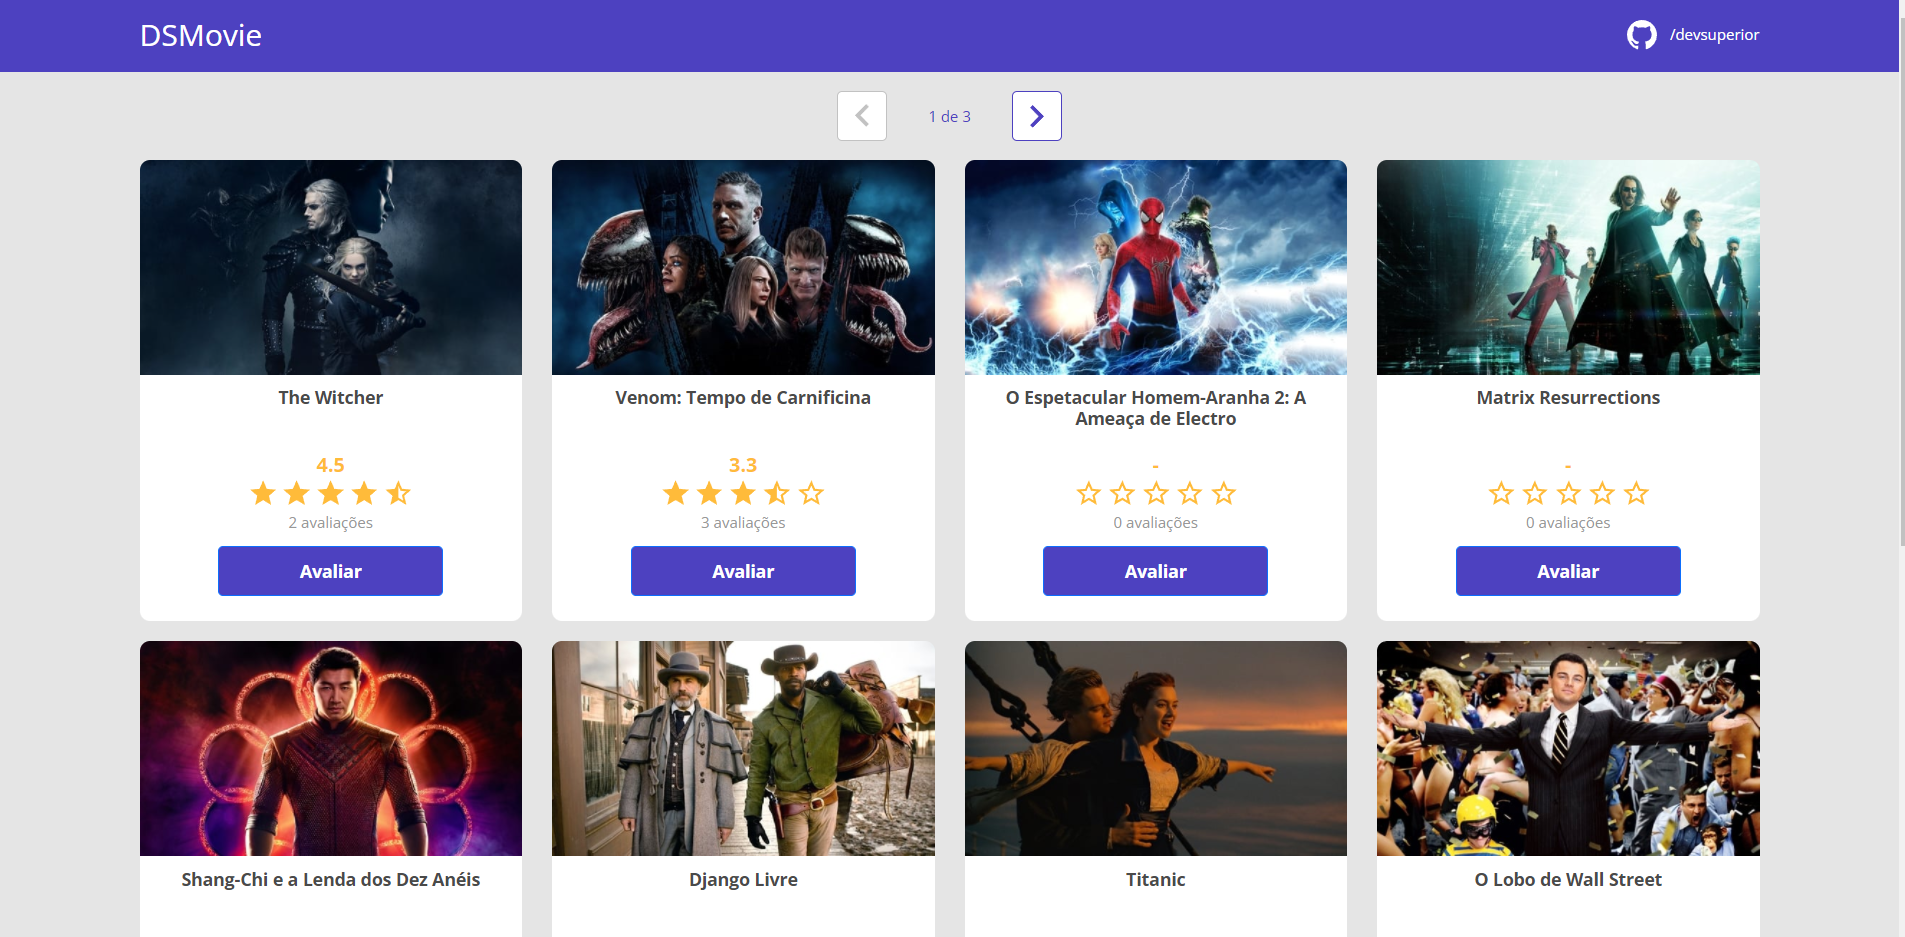 DSMovie
/devsuperior
1 de 3
The Witcher
4.5
2 avaliações
Avaliar
Venom: Tempo de Carnificina
3.3
3 avaliações
Avaliar
O Espetacular Homem-Aranha 2: A
Ameaça de Electro
-
0 avaliações
Avaliar
Matrix Resurrections
-
0 avaliações
Avaliar
Shang-Chi e a Lenda dos Dez Anéis
Django Livre
Titanic
O Lobo de Wall Street